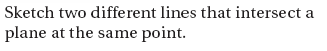 Sketch two different lines that intersect a
plane at the same point.